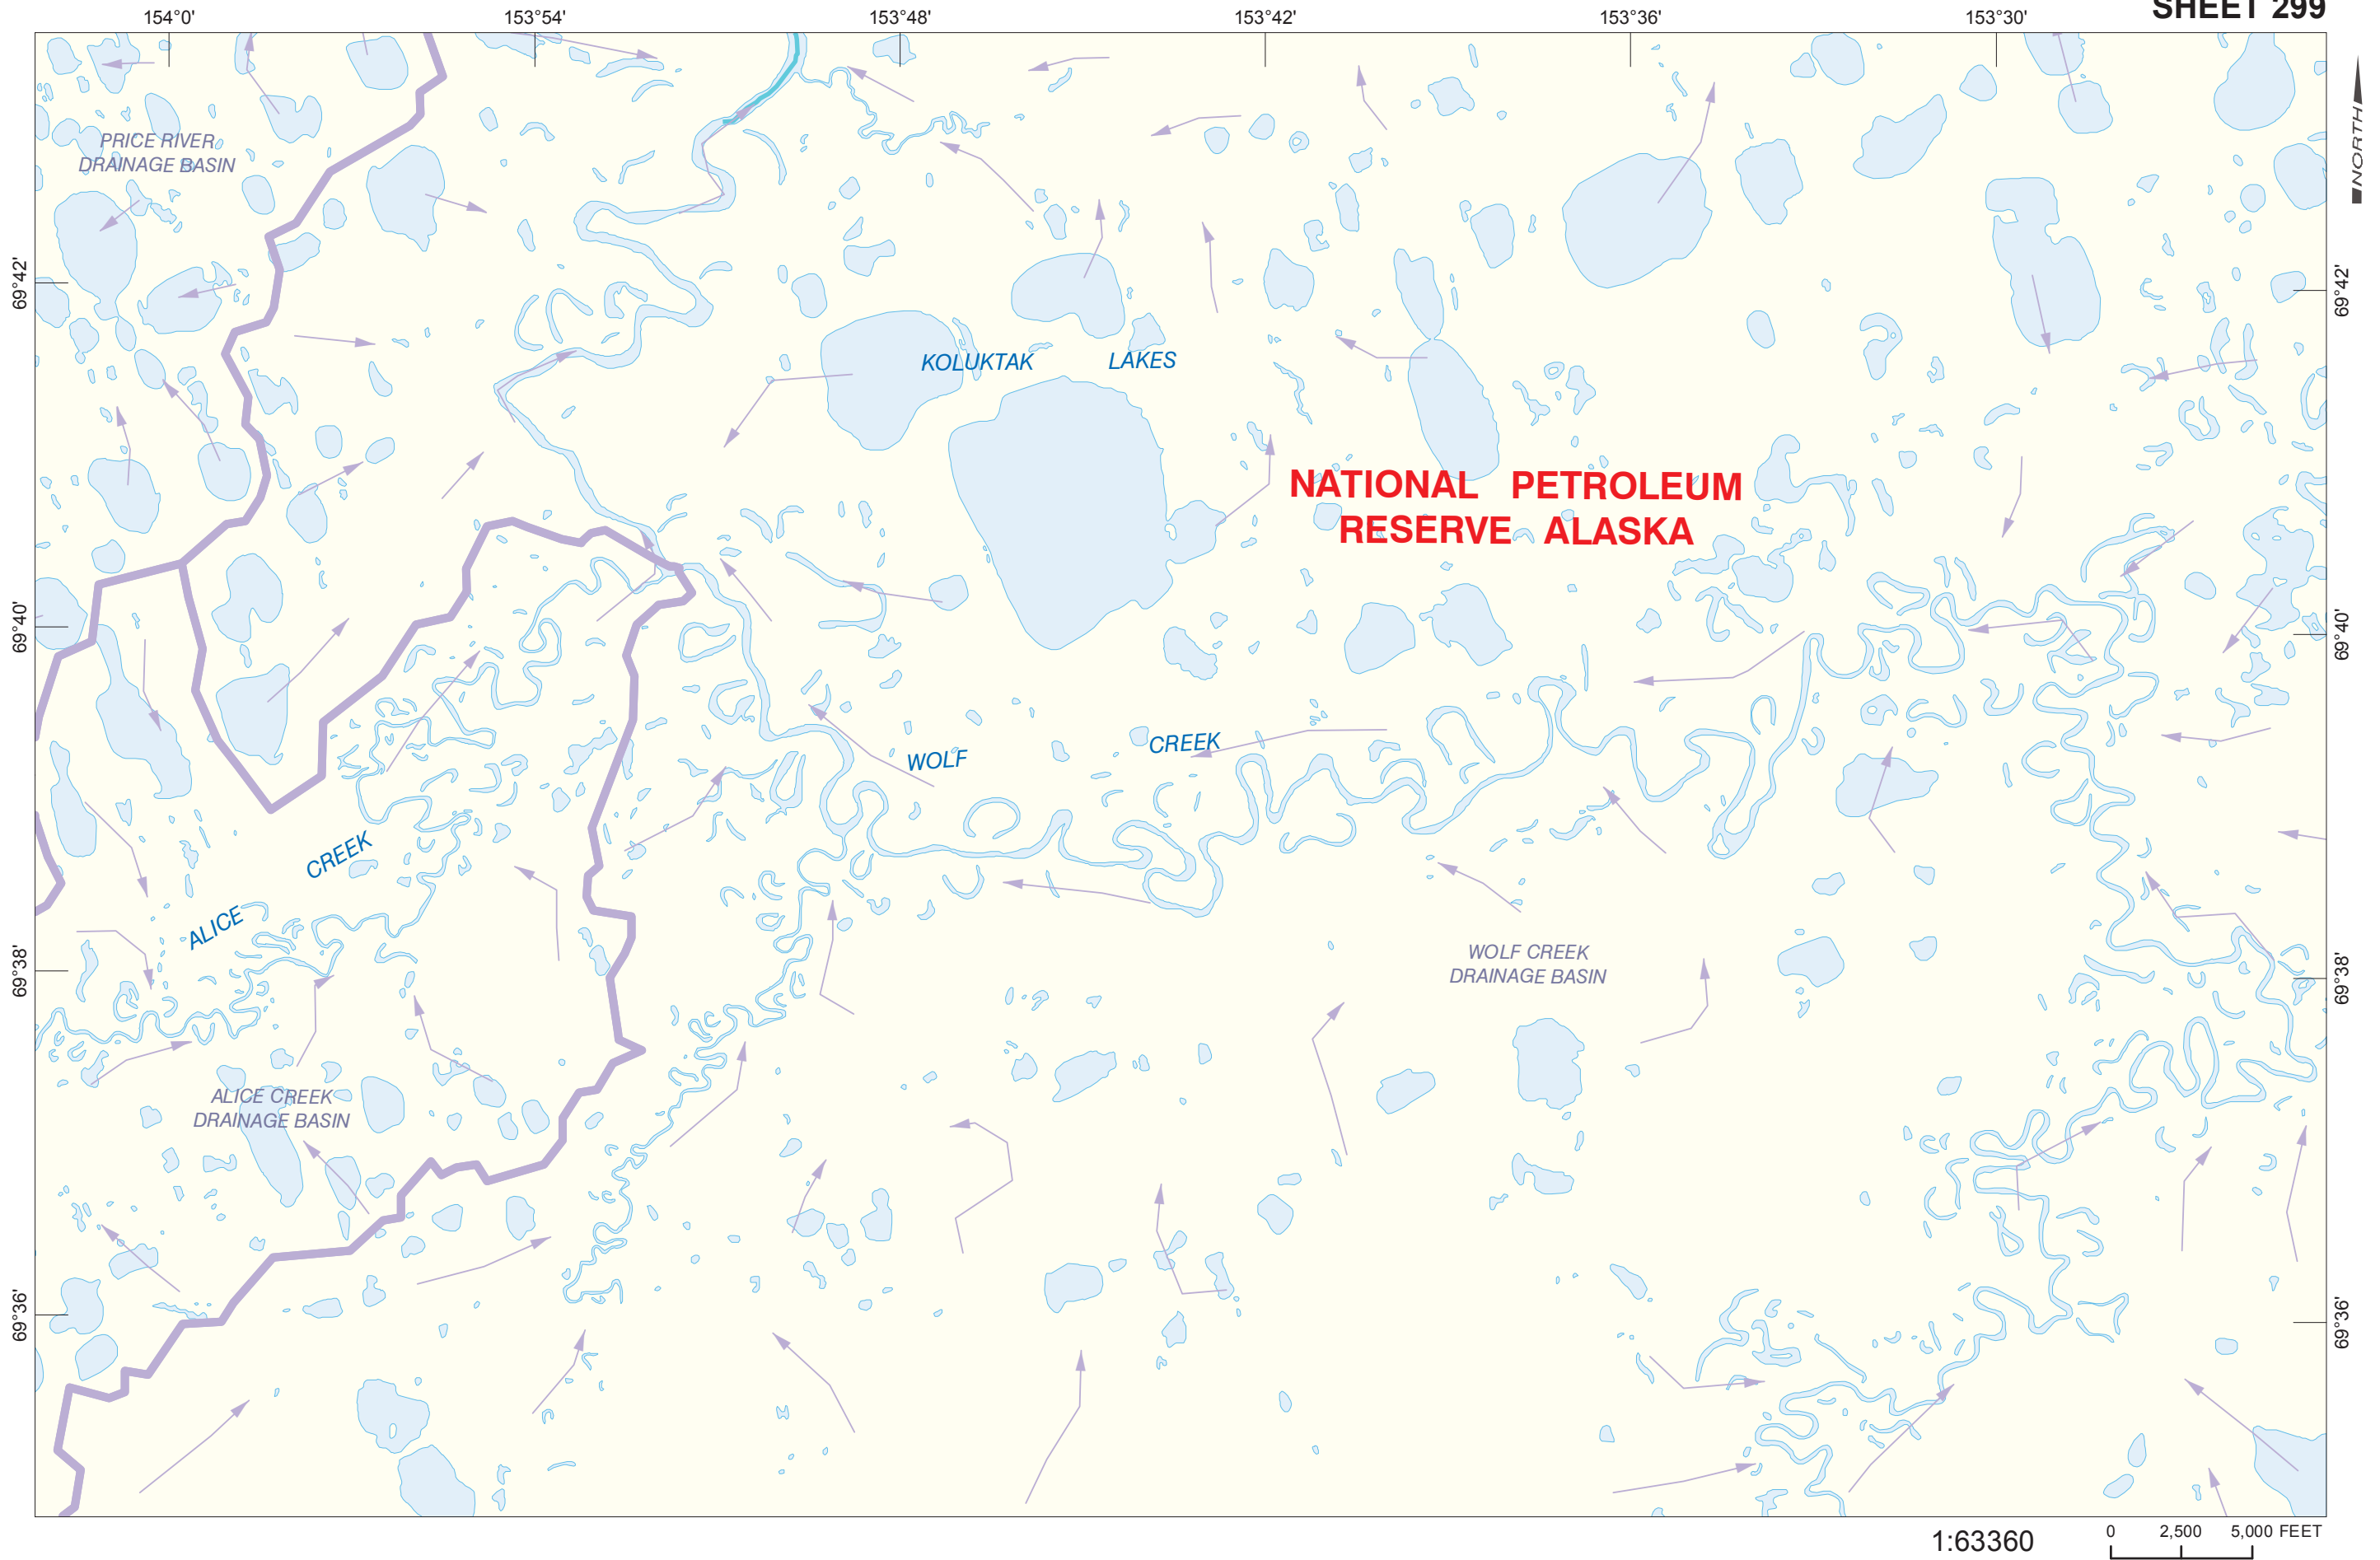 SHEET 299
154°0'
153°54'
153°48'
153°42'
153°36'
153°30'
NORTH
PRICE RIVER
DRAINAGE BASIN
69°42'
69°42'
KOLUKTAK LAKES
NATIONAL PETROLEUM
RESERVE ALASKA
69°40'
69°40'
WOLF CREEK
ALICE CREEK
WOLF CREEK
DRAINAGE BASIN
69°38'
69°38'
ALICE CREEK
DRAINAGE BASIN
69°36'
69°36'
1:63360
0 2,500 5,000 FEET